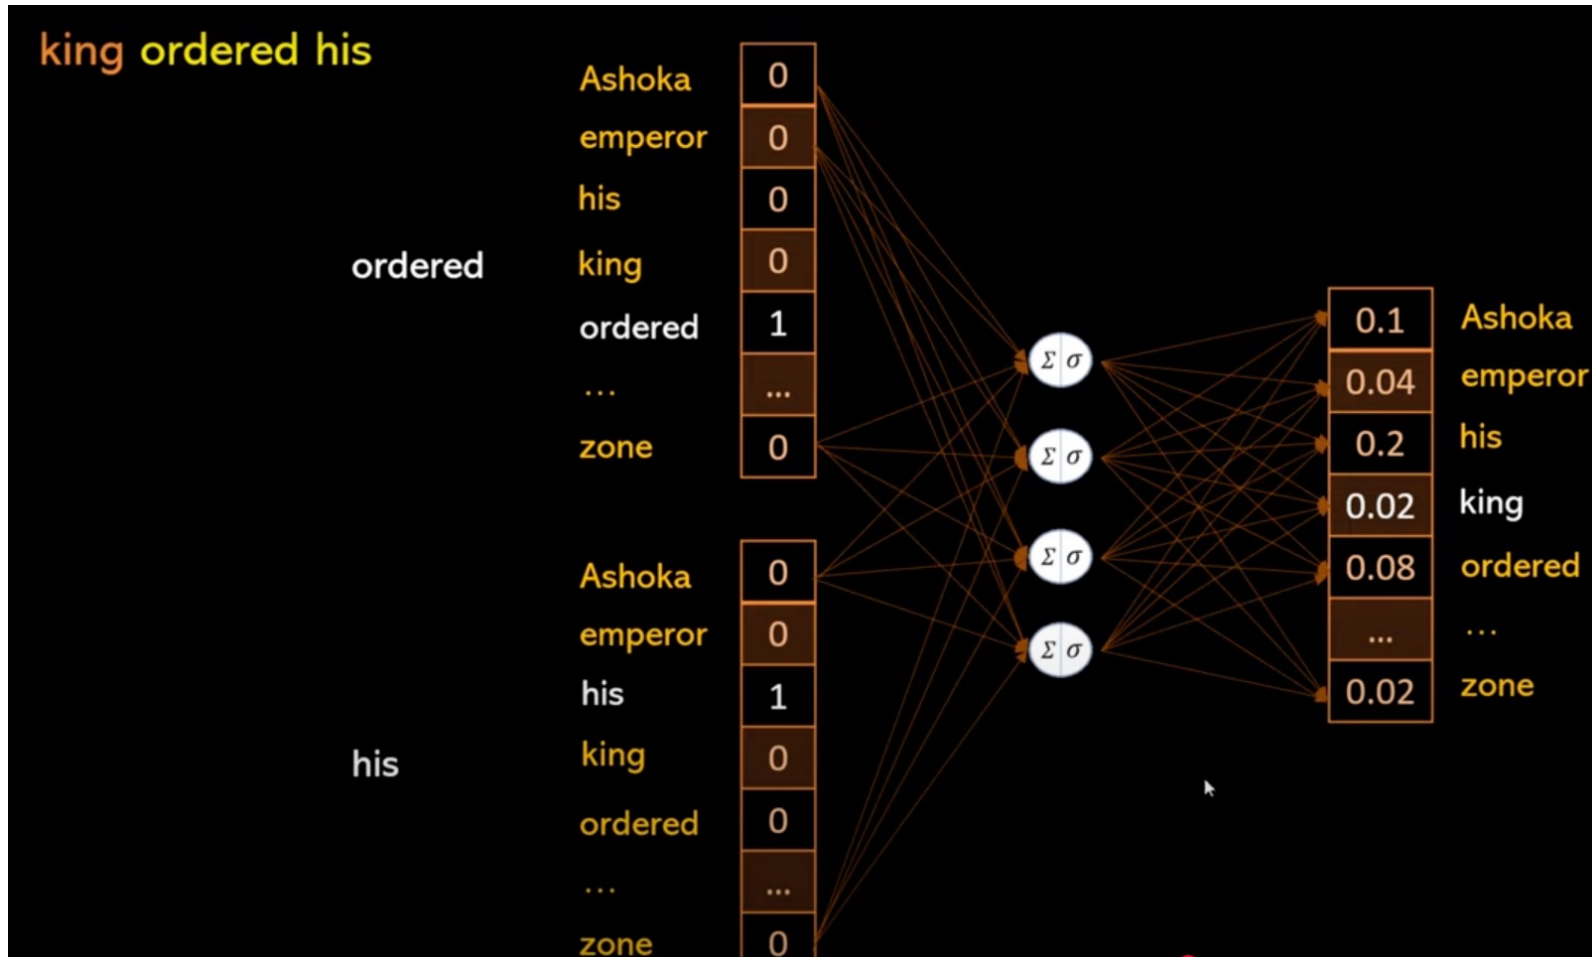 king ordered his
ordered
Ashoka 0
emperor 0
his 0
king 0
ordered 1
... ...
zone 0
his
Ashoka 0
emperor 0
his 1
king 0
ordered 0
... ...
zone 0
Σ σ
Σ σ
Σ σ
Σ σ
0.1 Ashoka
0.04 emperor
0.2 his
0.02 king
0.08 ordered
... ...
0.02 zone